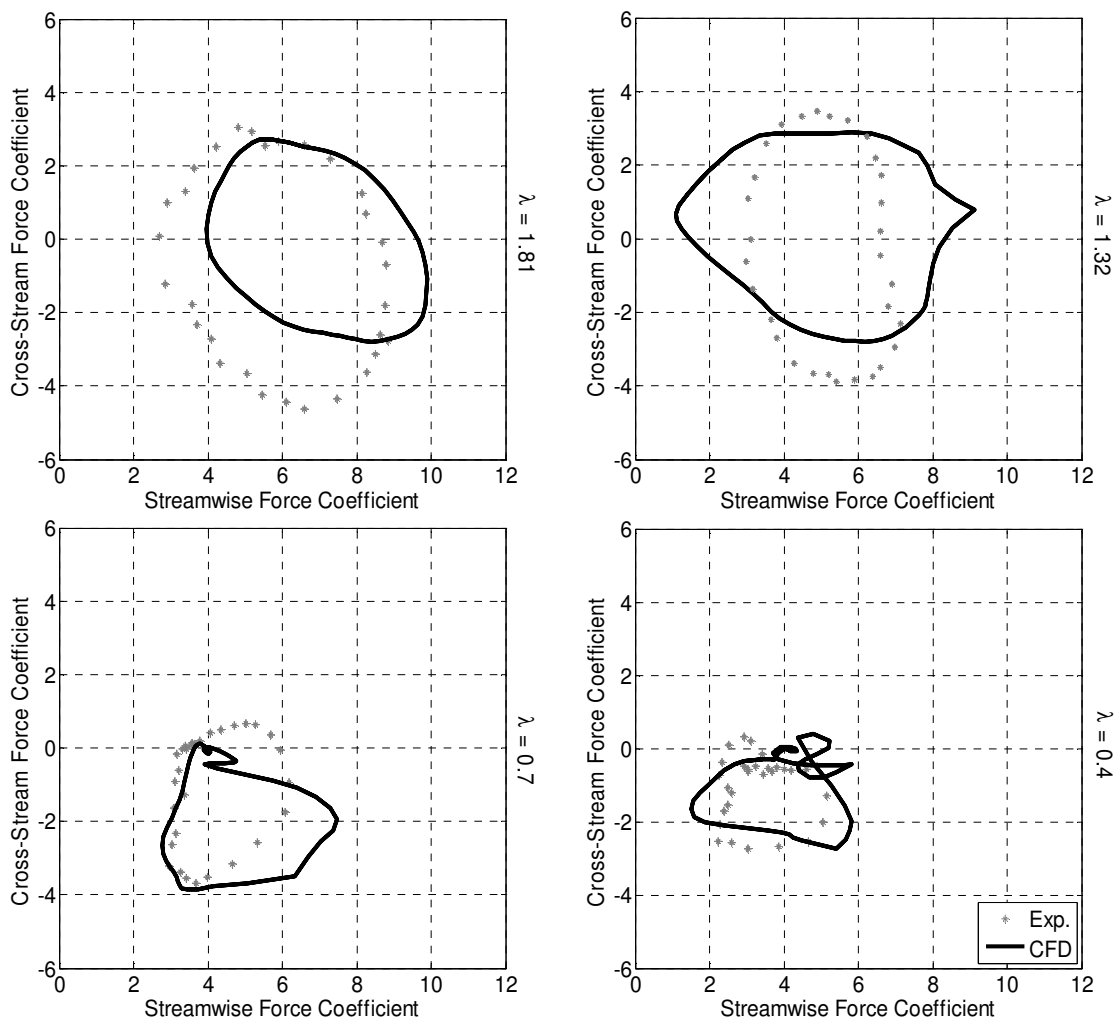 6
4
2
0
-2
-4
-6
0 2 4 6 8 10 12
Cross-Stream Force Coefficient
Streamwise Force Coefficient
λ = 1.81
6
4
2
0
-2
-4
-6
0 2 4 6 8 10 12
Cross-Stream Force Coefficient
Streamwise Force Coefficient
λ = 1.32
6
4
2
0
-2
-4
-6
0 2 4 6 8 10 12
Cross-Stream Force Coefficient
Streamwise Force Coefficient
λ = 0.7
6
4
2
0
-2
-4
-6
0 2 4 6 8 10 12
Cross-Stream Force Coefficient
Streamwise Force Coefficient
λ = 0.4
Exp.
CFD